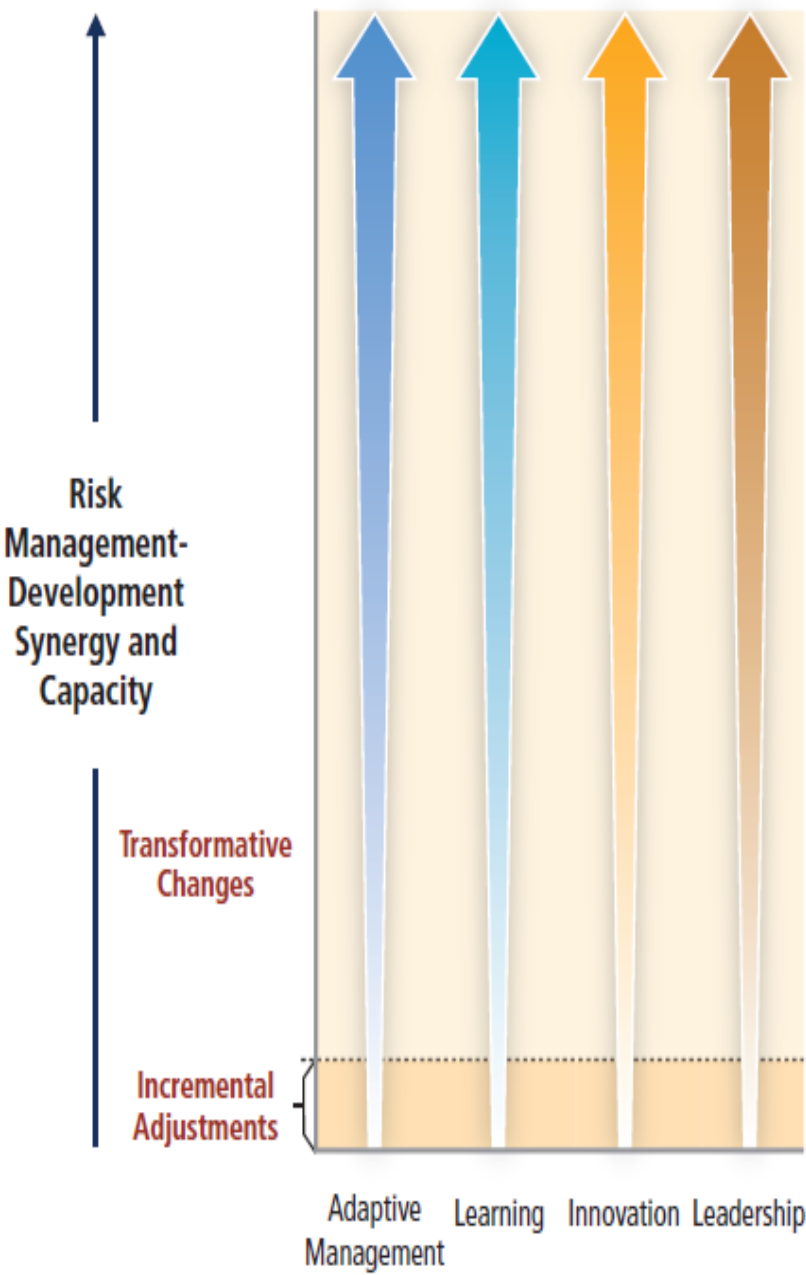 Risk
Management-
Development
Synergy and
Capacity
Transformative
Changes
Incremental
Adjustments
Adaptive
Management
Learning
Innovation
Leadership